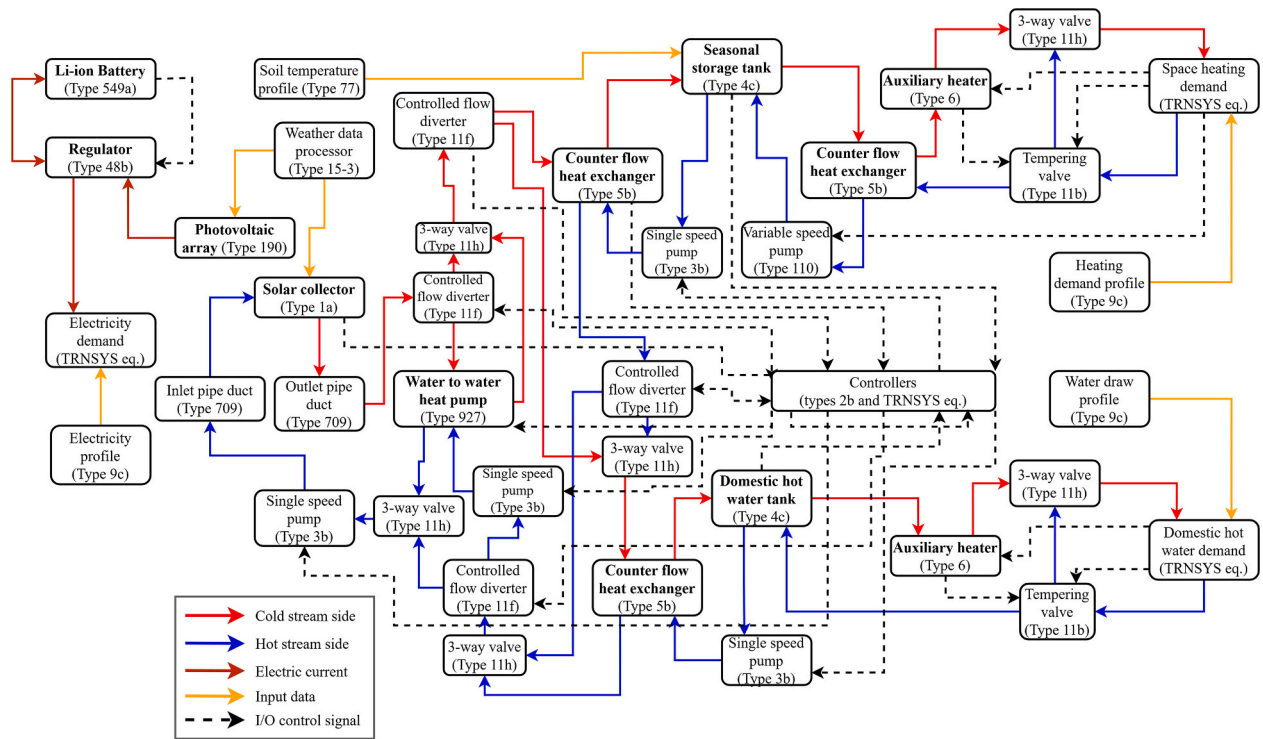 Li-ion Battery
(Type 549a)
Soil temperature
profile (Type 77)
Seasonal
storage tank
(Type 4c)
3-way valve
(Type 11h)
Auxiliary heater
(Type 6)
Space heating
demand
(TRNSYS eq.)
Regulator
(Type 48b)
Weather data
processor
(Type 15-3)
Controlled flow
diverter
(Type 11f)
Counter flow
heat exchanger
(Type 5b)
Counter flow
heat exchanger
(Type 5b)
Tempering
valve
(Type 11b)
Photovoltaic
array (Type 190)
3-way valve
(Type 11h)
Single speed
pump
(Type 3b)
Variable speed
pump
(Type 110)
Heating
demand profile
(Type 9c)
Solar collector
(Type 1a)
Controlled
flow diverter
(Type 11f)
Electricity
demand
(TRNSYS eq.)
Inlet pipe duct
(Type 709)
Outlet pipe
duct
(Type 709)
Water to water
heat pump
(Type 927)
Controlled
flow diverter
(Type 11f)
Controllers
(types 2b and TRNSYS eq.)
Water draw
profile
(Type 9c)
Electricity
profile
(Type 9c)
3-way valve
(Type 11h)
Single speed
pump
(Type 3b)
3-way valve
(Type 11h)
Single speed
pump
(Type 3b)
Domestic hot
water tank
(Type 4c)
3-way valve
(Type 11h)
Auxiliary heater
(Type 6)
Domestic hot
water demand
(TRNSYS eq.)
Controlled
flow diverter
(Type 11f)
Counter flow
heat exchanger
(Type 5b)
Tempering
valve
(Type 11b)
3-way valve
(Type 11h)
Single speed
pump
(Type 3b)
Cold stream side
Hot stream side
Electric current
Input data
I/O control signal